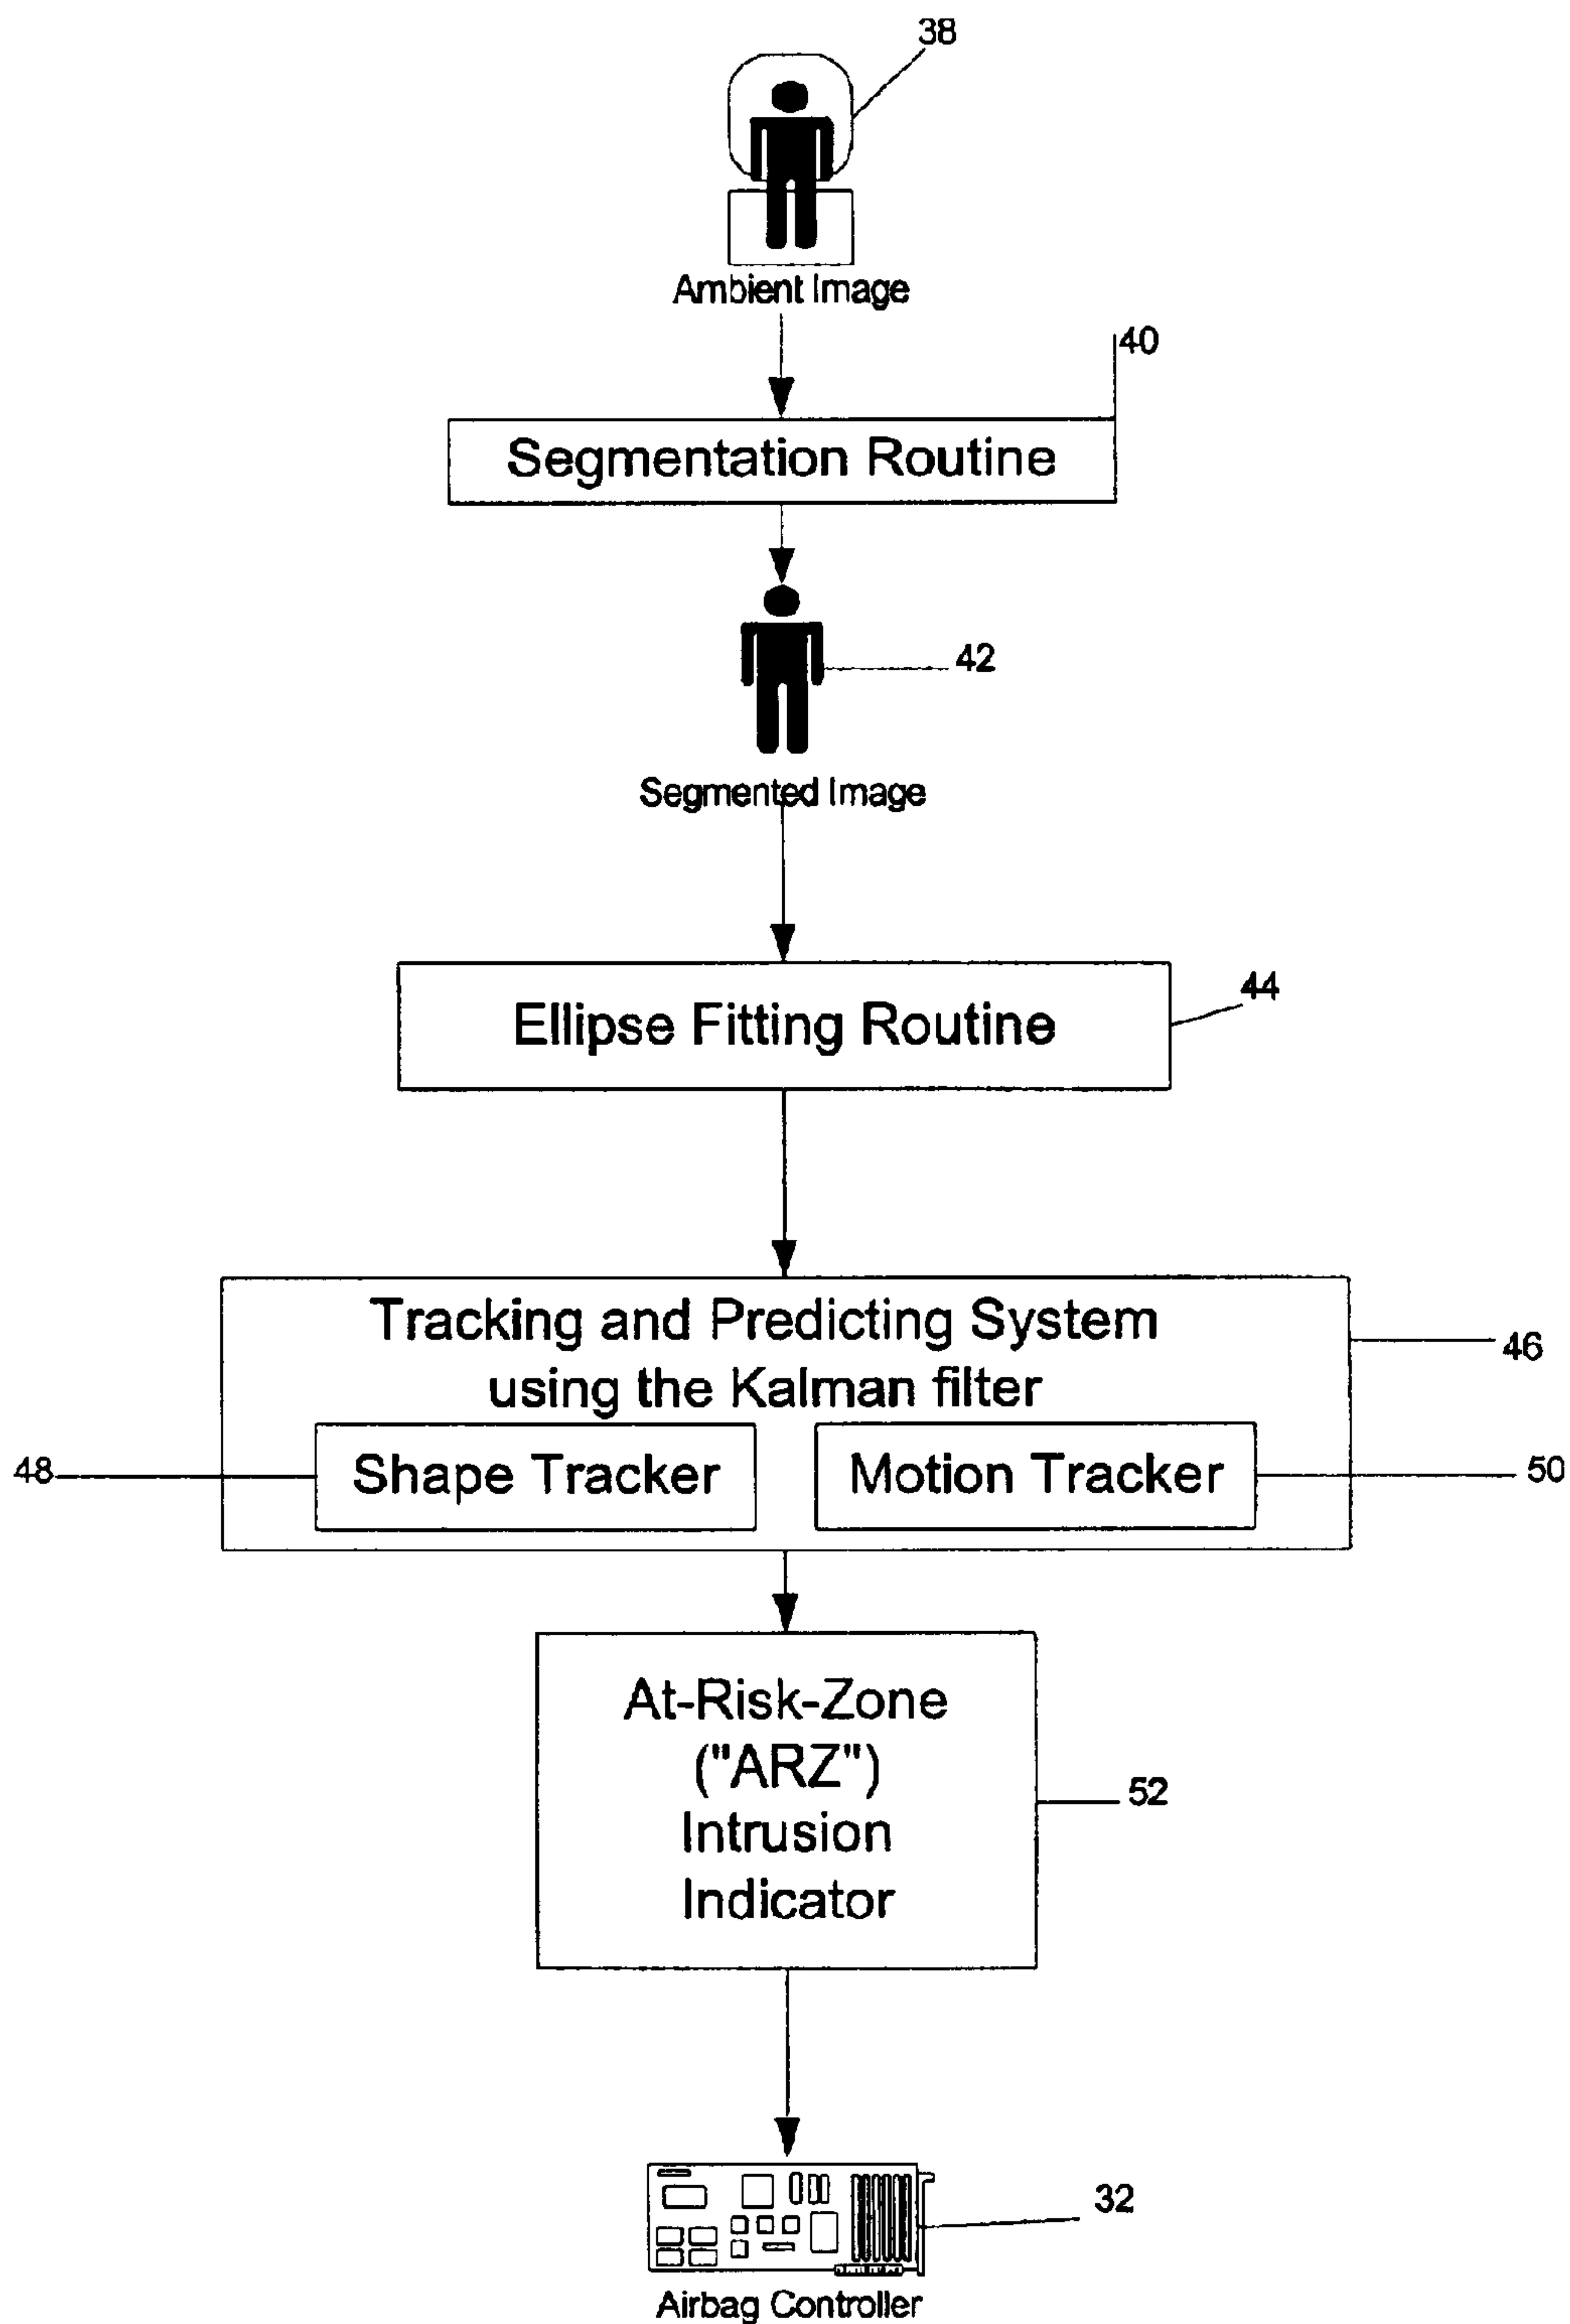 38
Ambient Image
40
Segmentation Routine
42
Segmented Image
44
Ellipse Fitting Routine
Tracking and Predicting System
using the Kalman filter
46
48
Shape Tracker
Motion Tracker
50
At-Risk-Zone
("ARZ")
Intrusion
Indicator
52
32
Airbag Controller